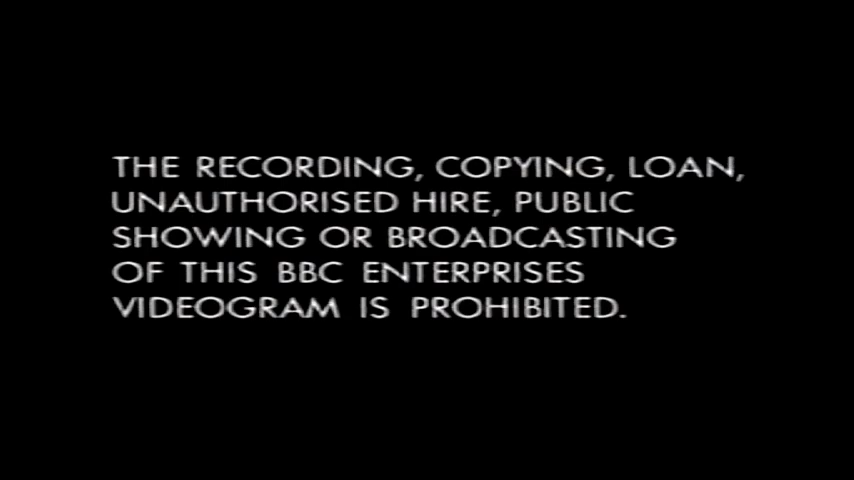 THE RECORDING, COPYING, LOAN,
UNAUTHORISED HIRE, PUBLIC
SHOWING OR BROADCASTING
OF THIS BBC ENTERPRISES
VIDEOGRAM IS PROHIBITED.